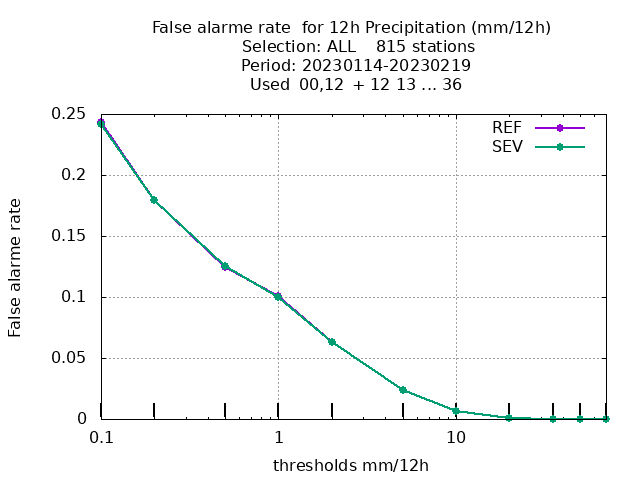 False alarme rate  for 12h Precipitation (mm/12h)
Selection: ALL    815 stations
Period: 20230114-20230219
Used  00,12  + 12 13 ... 36
REF
SEV
0.25
0.2
0.15
0.1
0.05
0
False alarme rate
0.1
1
10
thresholds mm/12h